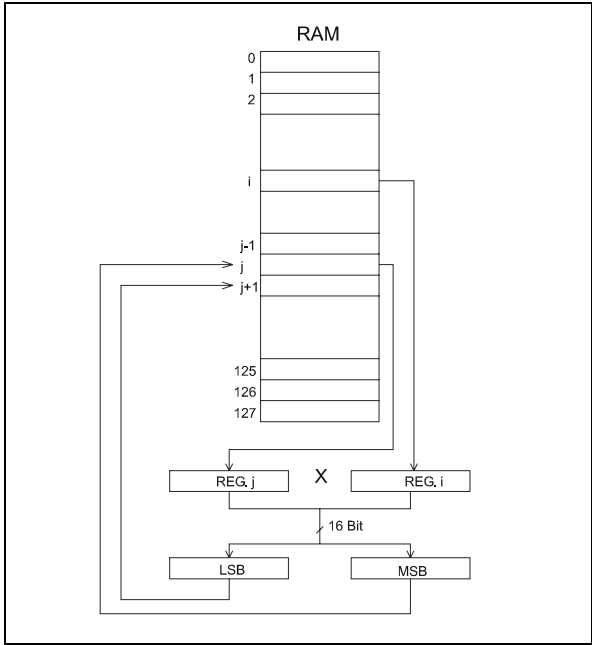 RAM
0
1
2
i
j-1
j
j+1
125
126
127
REG. j X REG. i
16 Bit
LSB MSB